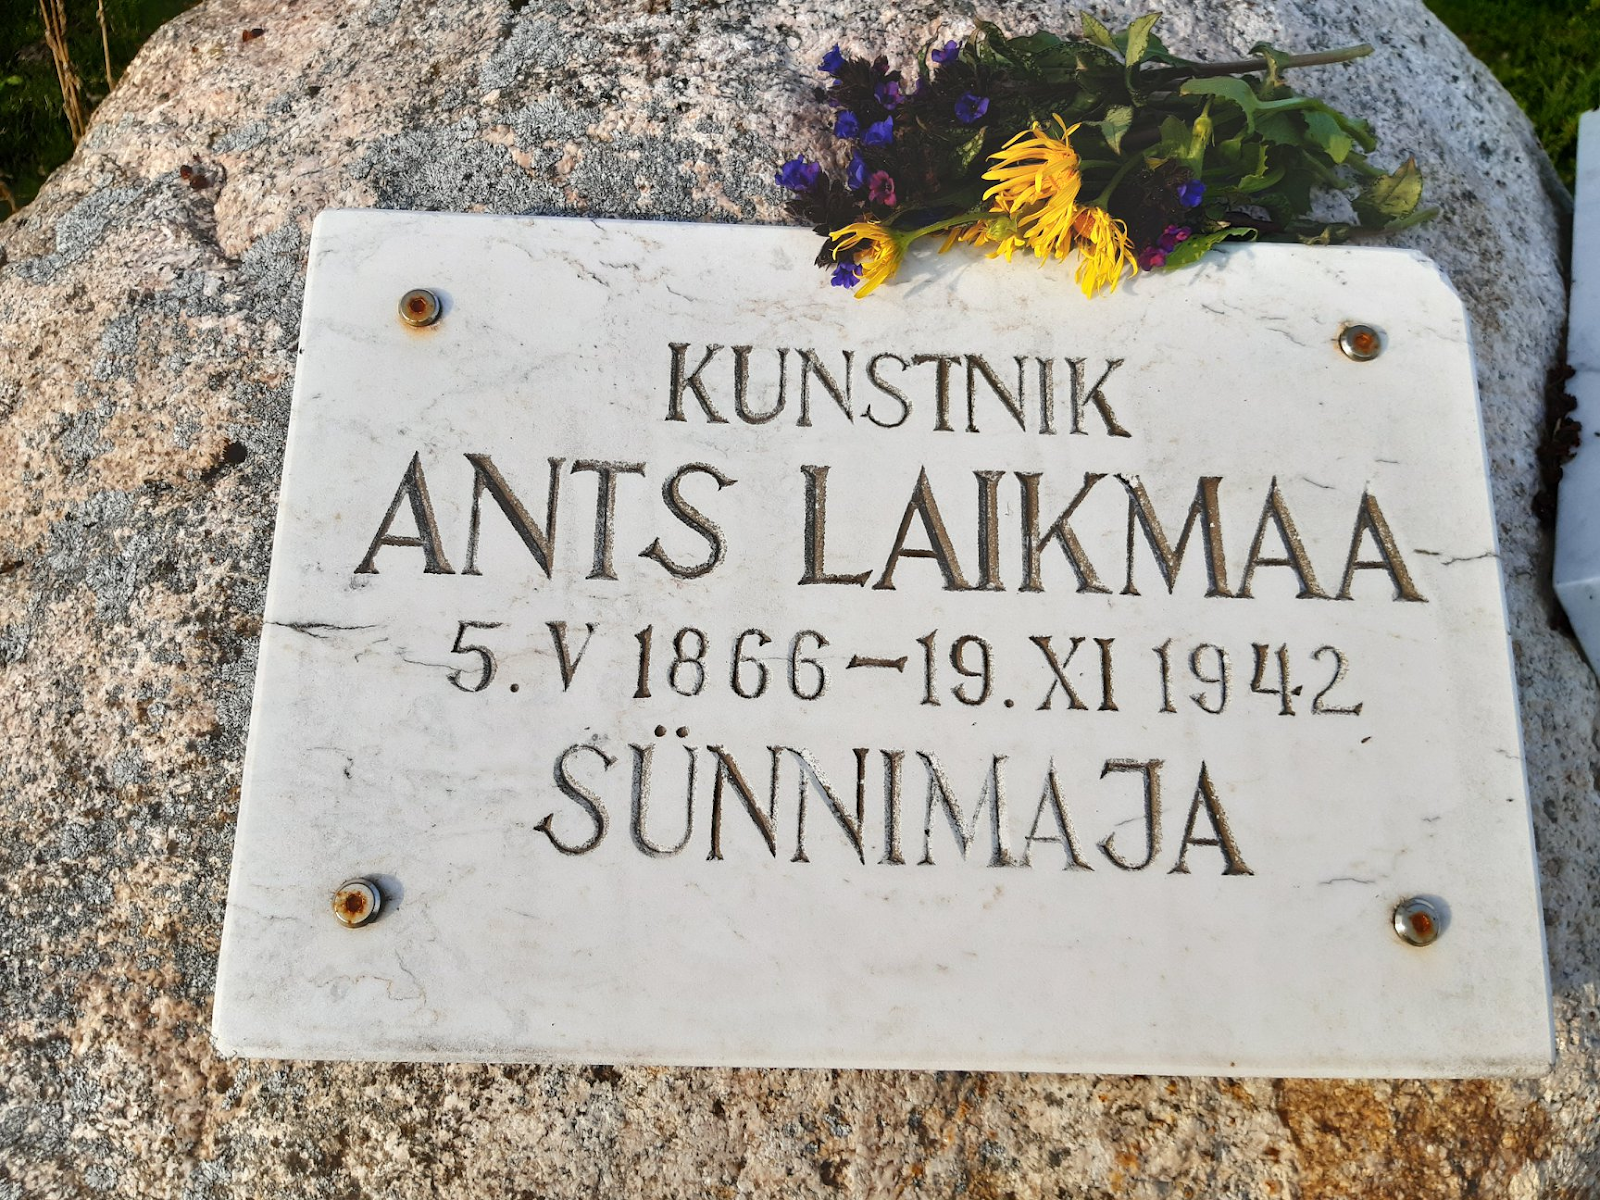 KUNSTNIK
ANTS LAIKMAA
5. V 1866–19. XI 1942
SÜNNIMAJA